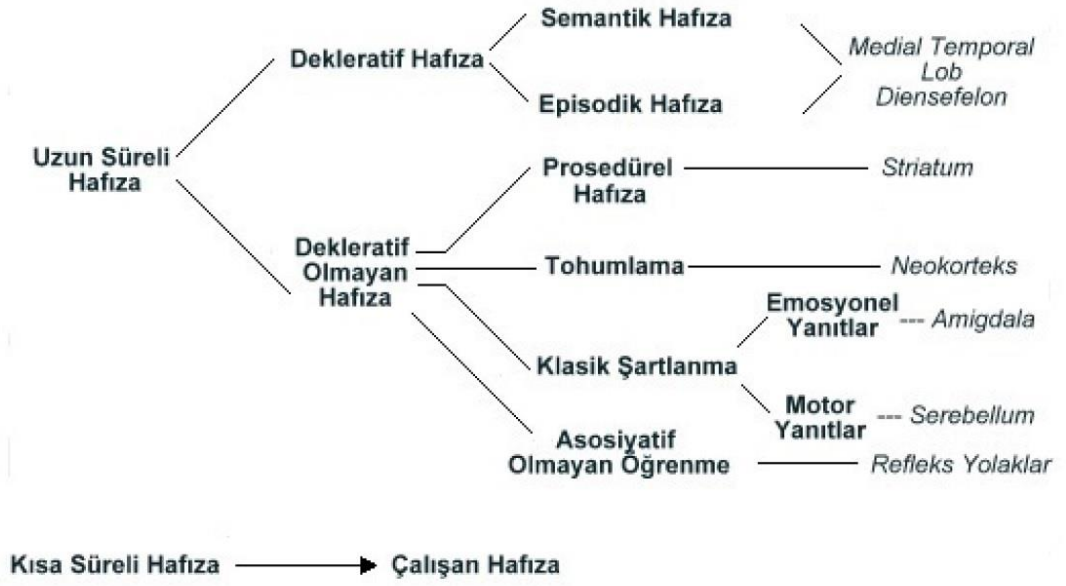 Semantik Hafıza
Dekleratif Hafıza
Medial Temporal
Lob
Diensefelon
Episodik Hafıza
Uzun Süreli
Hafıza
Prosedürel
Hafıza
Striatum
Dekleratif
Olmayan
Hafıza
Tohumlama
Neokorteks
Emosyonel
Yanıtlar
--- Amigdala
Klasik Şartlanma
Motor
Yanıtlar
--- Serebellum
Asosiyatif
Olmayan Öğrenme
Refleks Yolaklar
Kısa Süreli Hafıza
Çalışan Hafıza